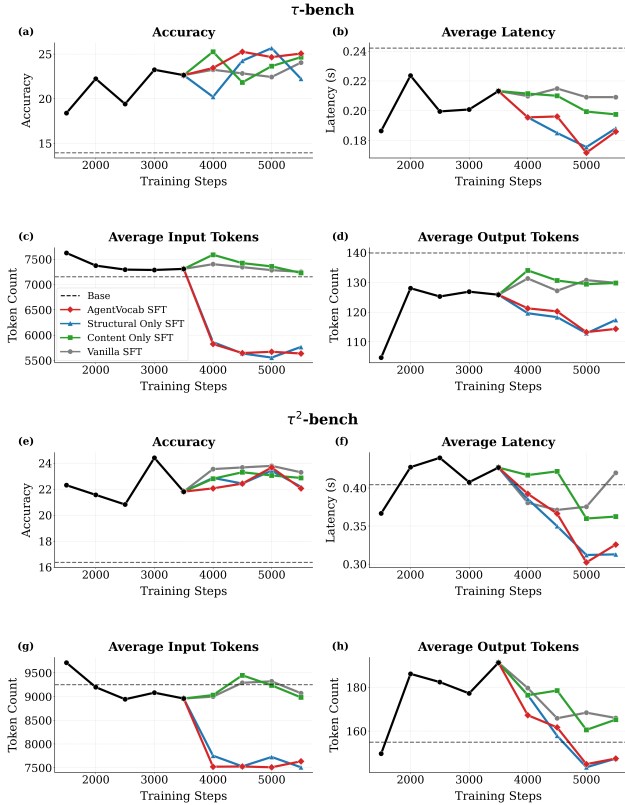 τ-bench
(a) Accuracy
25
20
15
Accuracy
2000 3000 4000 5000
Training Steps
(b) Average Latency
0.24
0.22
0.20
0.18
Latency (s)
2000 3000 4000 5000
Training Steps
(c) Average Input Tokens
7500
7000
6500
6000
5500
Token Count
Base
AgentVocab SFT
Structural Only SFT
Content Only SFT
Vanilla SFT
2000 3000 4000 5000
Training Steps
(d) Average Output Tokens
140
130
120
110
Token Count
2000 3000 4000 5000
Training Steps
τ²-bench
(e) Accuracy
24
22
20
18
16
Accuracy
2000 3000 4000 5000
Training Steps
(f) Average Latency
0.40
0.35
0.30
Latency (s)
2000 3000 4000 5000
Training Steps
(g) Average Input Tokens
9500
9000
8500
8000
7500
Token Count
2000 3000 4000 5000
Training Steps
(h) Average Output Tokens
180
160
Token Count
2000 3000 4000 5000
Training Steps